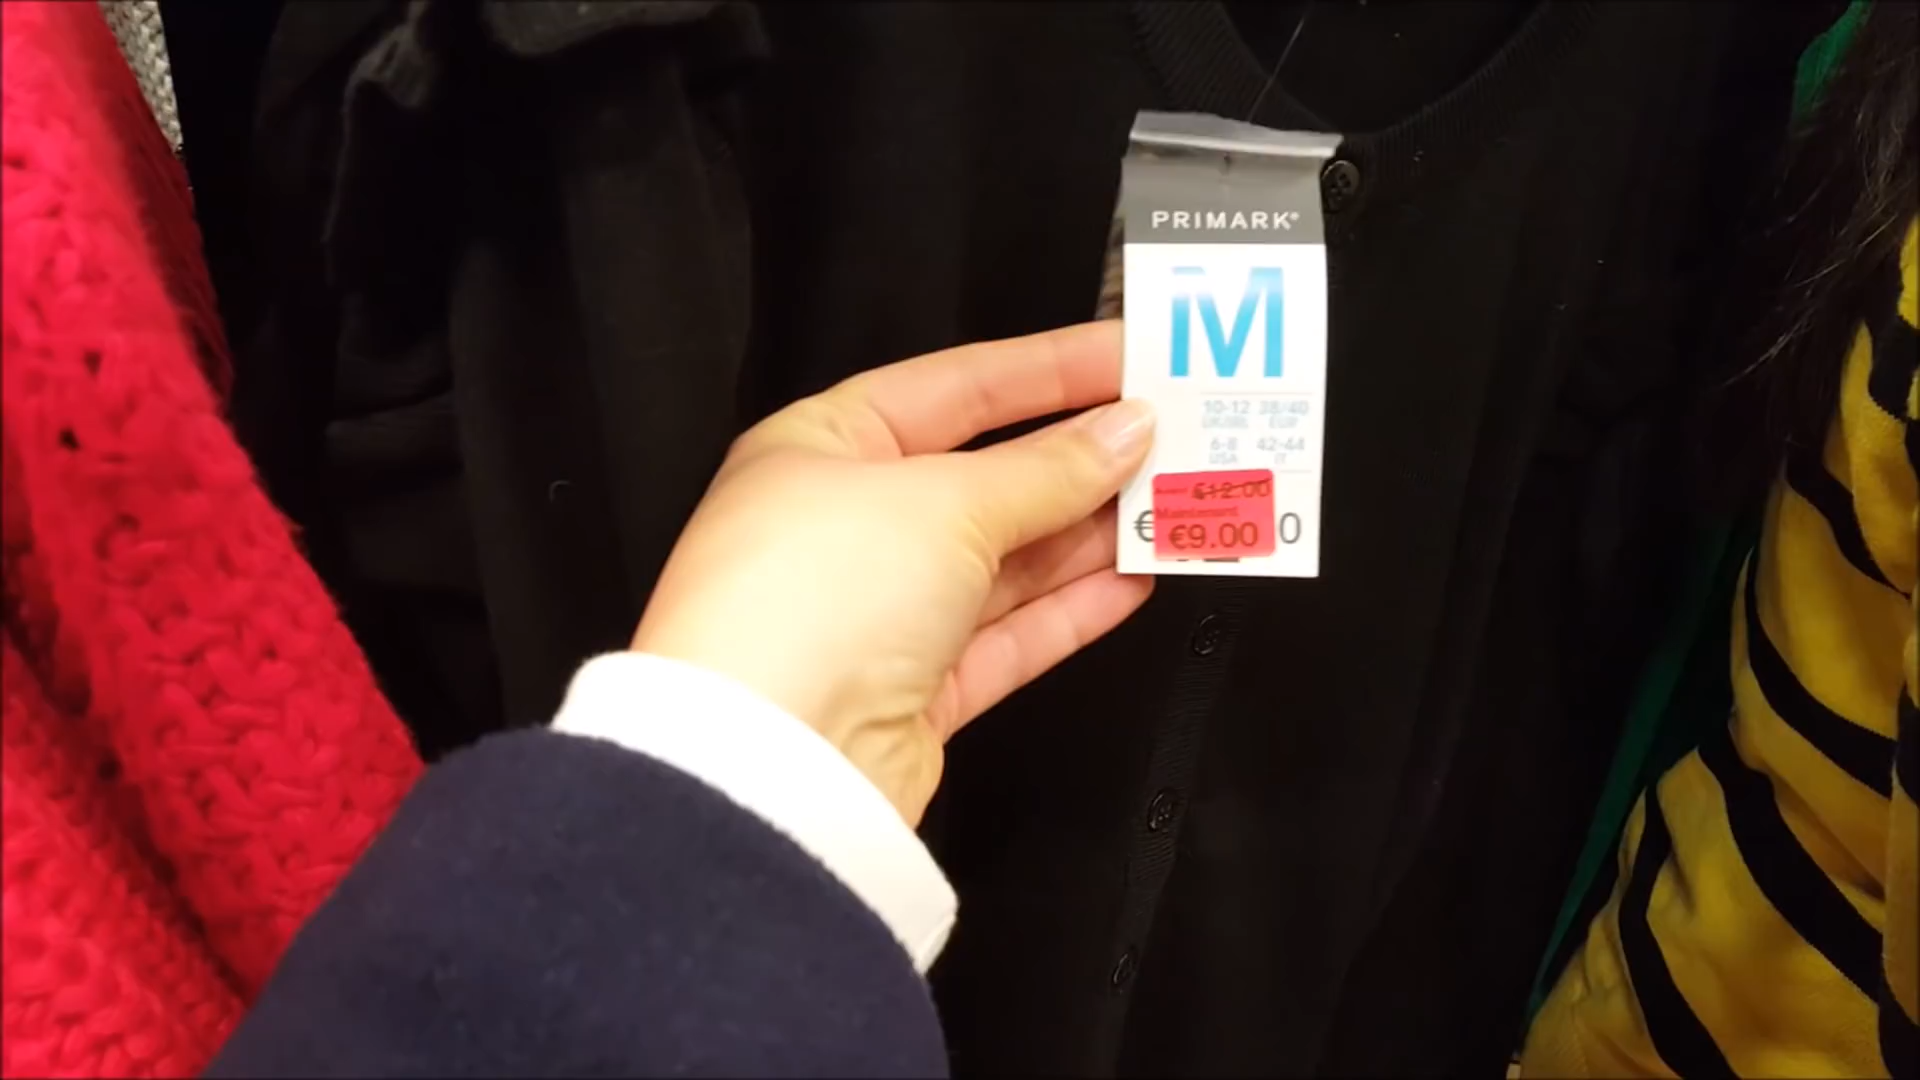 PRIMARK®
M
10-12 38/40
UK/IRL EUR
6-8 42-44
USA IT
€12.00
Maintenant
€9.00
€ 0